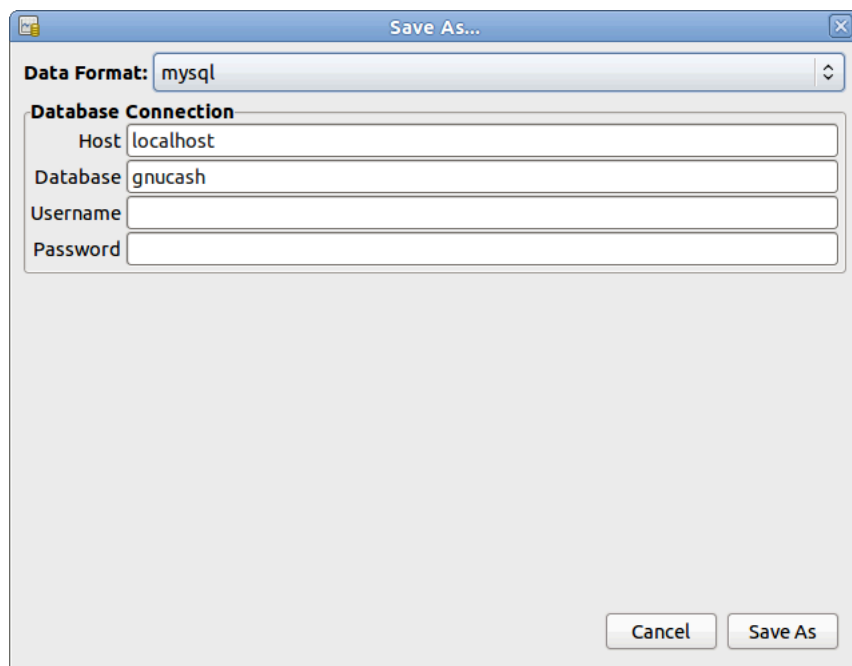 Save As...
Data Format: mysql
Database Connection
Host localhost
Database gnucash
Username
Password
Cancel Save As